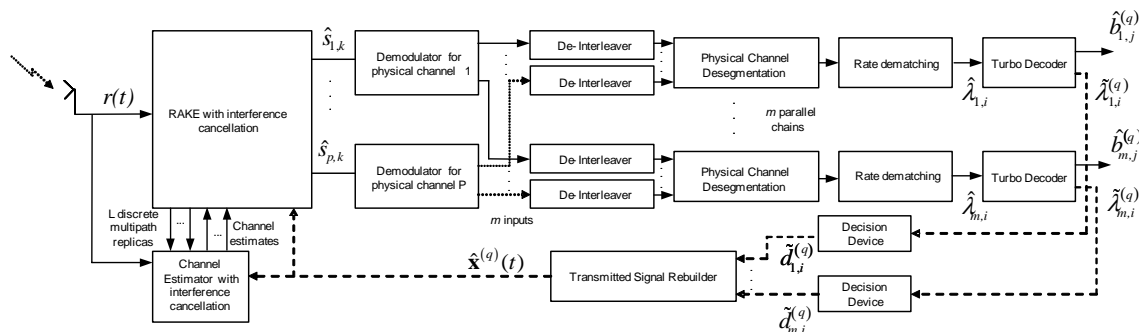 r(t)
RAKE with interference
cancellation
ŝ1,k
ŝp,k
Demodulator for
physical channel 1
Demodulator for
physical channel P
De-Interleaver
De-Interleaver
De-Interleaver
De-Interleaver
m inputs
Physical Channel
Desegmentation
Physical Channel
Desegmentation
m parallel
chains
Rate dematching
Rate dematching
λ̂1,i
λ̂m,i
Turbo Decoder
Turbo Decoder
b̂1,j(q)
λ̃1,i(q)
b̂m,j(q)
λ̃m,i(q)
L discrete
multipath
replicas
...
...
Channel
estimates
Channel
Estimator with
interference
cancellation
x̂(q)(t)
Transmitted Signal Rebuilder
d̃1,i(q)
d̃m,i(q)
Decision
Device
Decision
Device